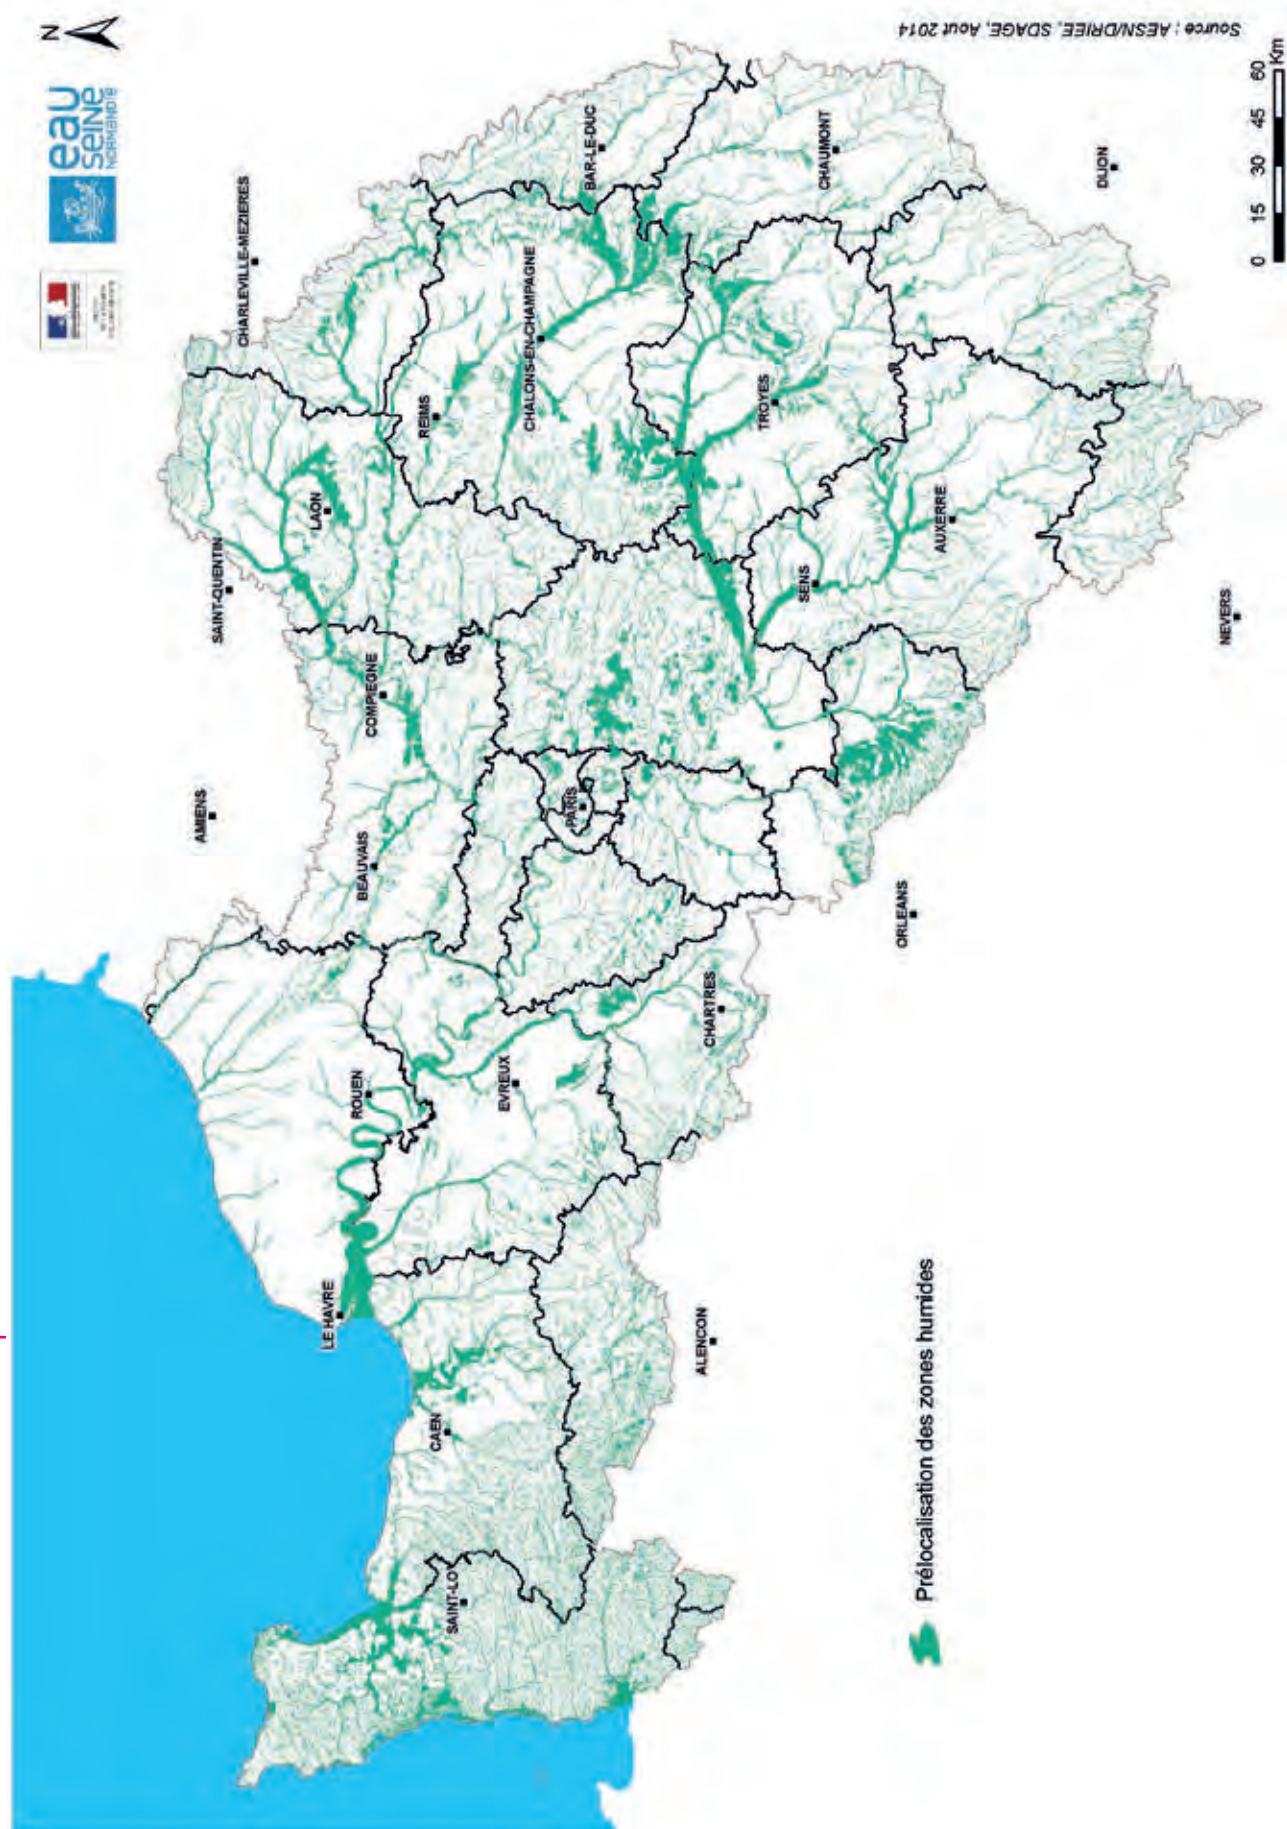 N
eau
SEINE
NORMANDIE
CHARLEVILLE-MEZIERES
SAINT-QUENTIN
LAON
AMIENS
COMPIEGNE
BEAUVAIS
REIMS
CHALONS-EN-CHAMPAGNE
BAR-LE-DUC
ROUEN
LE HAVRE
EVREUX
PARIS
CAEN
SAINT-LO
TROYES
CHAUMONT
SENS
CHARTRES
AUXERRE
ALENCON
ORLEANS
DIJON
NEVERS
Prélocalisation des zones humides
0 15 30 45 60
Km
Source : AESN/DRIEE, SDAGE, Aout 2014